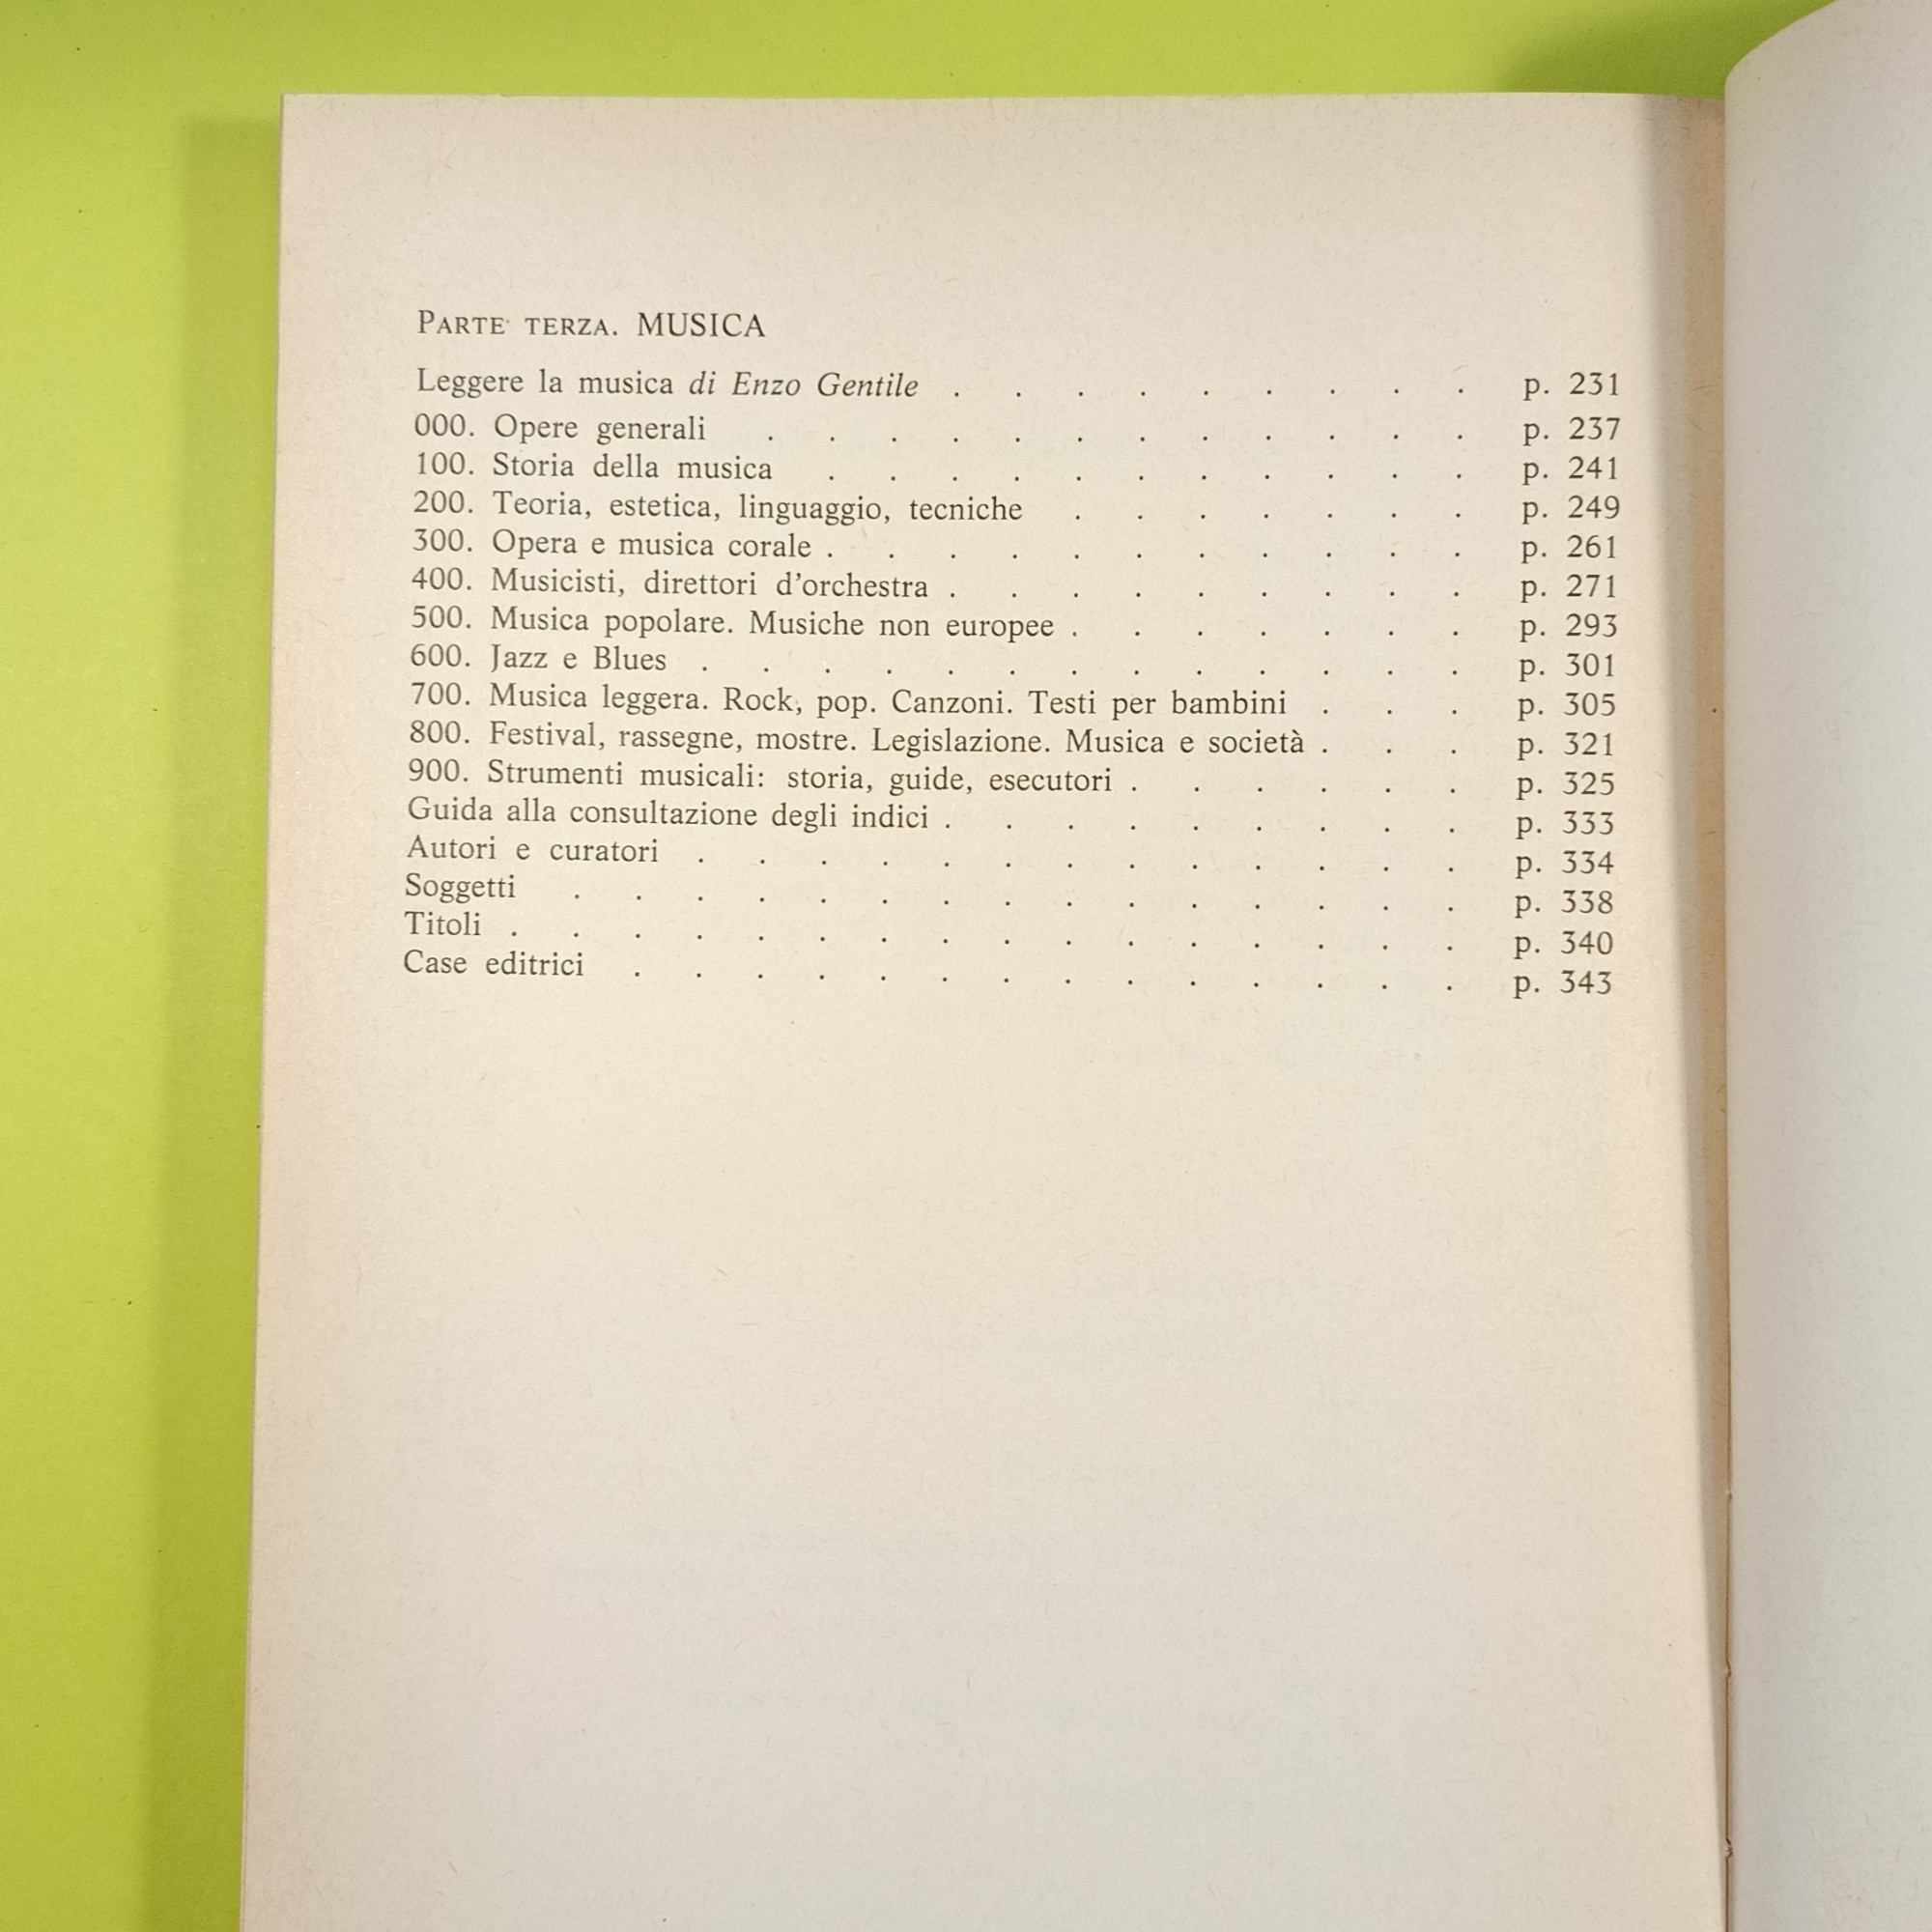 PARTE TERZA. MUSICA
Leggere la musica di Enzo Gentile . . . . . . . . . p. 231
000. Opere generali . . . . . . . . . . . . p. 237
100. Storia della musica . . . . . . . . . . . p. 241
200. Teoria, estetica, linguaggio, tecniche . . . . . . . p. 249
300. Opera e musica corale . . . . . . . . . . . p. 261
400. Musicisti, direttori d'orchestra . . . . . . . . . p. 271
500. Musica popolare. Musiche non europee . . . . . . . p. 293
600. Jazz e Blues . . . . . . . . . . . . . p. 301
700. Musica leggera. Rock, pop. Canzoni. Testi per bambini . . . p. 305
800. Festival, rassegne, mostre. Legislazione. Musica e società . . . p. 321
900. Strumenti musicali: storia, guide, esecutori . . . . . . p. 325
Guida alla consultazione degli indici . . . . . . . . . p. 333
Autori e curatori . . . . . . . . . . . . . p. 334
Soggetti . . . . . . . . . . . . . . . p. 338
Titoli . . . . . . . . . . . . . . . . p. 340
Case editrici . . . . . . . . . . . . . . p. 343